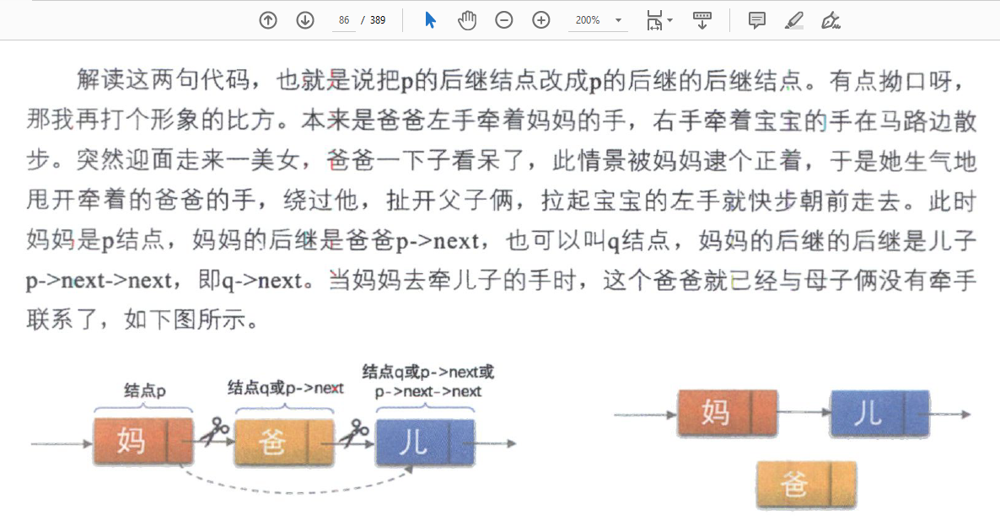 86 / 389 200%
解读这两句代码，也就是说把p的后继结点改成p的后继的后继结点。有点拗口呀，
那我再打个形象的比方。本来是爸爸左手牵着妈妈的手，右手牵着宝宝的手在马路边散
步。突然迎面走来一美女，爸爸一下子看呆了，此情景被妈妈逮个正着，于是她生气地
甩开牵着的爸爸的手，绕过他，扯开父子俩，拉起宝宝的左手就快步朝前走去。此时
妈妈是p结点，妈妈的后继是爸爸p->next，也可以叫q结点，妈妈的后继的后继是儿子
p->next->next，即q->next。当妈妈去牵儿子的手时，这个爸爸就已经与母子俩没有牵手
联系了，如下图所示。
结点p
结点q或p->next
结点q或p->next或
p->next->next
妈
爸
儿
妈
儿
爸